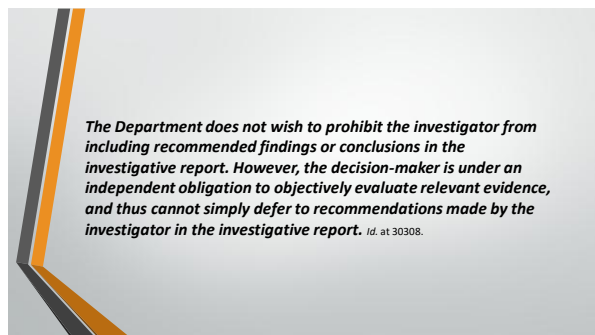 The Department does not wish to prohibit the investigator from
including recommended findings or conclusions in the
investigative report. However, the decision-maker is under an
independent obligation to objectively evaluate relevant evidence,
and thus cannot simply defer to recommendations made by the
investigator in the investigative report. Id. at 30308.